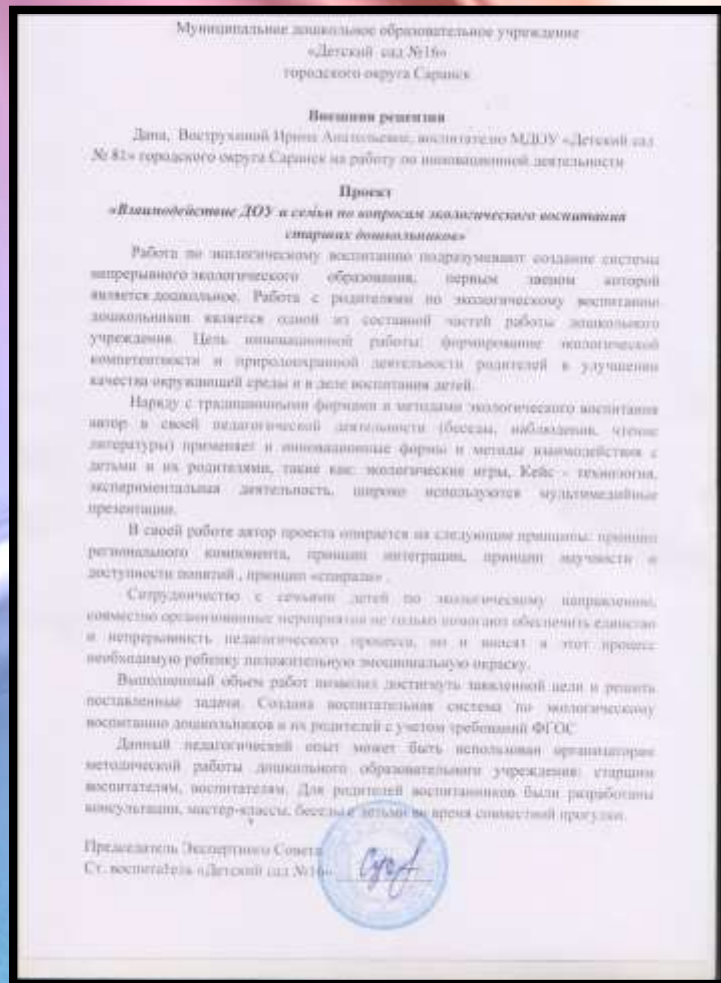 Муниципальное дошкольное образовательное учреждение
«Детский сад №16»
городского округа Саранск
Внешняя рецензия
Дана, Вострухиной Ирине Анатольевне, воспитателю МДОУ «Детский сад
№ 81» городского округа Саранск на работу по инновационной деятельности
Проект
«Взаимодействие ДОУ и семьи по вопросам экологического воспитания
старших дошкольников»
Работа по экологическому воспитанию подразумевают создание системы
непрерывного экологического образования, первым звеном которой
является дошкольное. Работа с родителями по экологическому воспитанию
дошкольников является одной из составной частей работы дошкольного
учреждения. Цель инновационной работы: формирование экологической
компетентности и природоохранной деятельности родителей в улучшении
качества окружающей среды и в деле воспитания детей.
Наряду с традиционными формами и методами экологического воспитания
автор в своей педагогической деятельности (беседы, наблюдения, чтение
литературы) применяет и инновационные формы и методы взаимодействия с
детьми и их родителями, такие как: экологические игры, Кейс - технология,
экспериментальная деятельность, широко используются мультимедийные
презентации.
В своей работе автор проекта опирается на следующие принципы: принцип
регионального компонента, принцип интеграции, принцип научности и
доступности понятий , принцип «спирали» .
Сотрудничество с семьями детей по экологическому направлению,
совместно организованные мероприятия не только помогают обеспечить единство
и непрерывность педагогического процесса, но и вносят в этот процесс
необходимую ребенку положительную эмоциональную окраску.
Выполненный объем работ позволил достигнуть заявленной цели и решить
поставленные задачи. Создана воспитательная система по экологическому
воспитанию дошкольников и их родителей с учетом требований ФГОС
Данный педагогический опыт может быть использован организаторам
методической работы дошкольного образовательного учреждения: старшим
воспитателям, воспитателям. Для родителей воспитанников были разработаны
консультации, мастер-классы, беседы с детьми во время совместной прогулки.
Председатель Экспертного Совета
Ст. воспитатель «Детский сад №16»